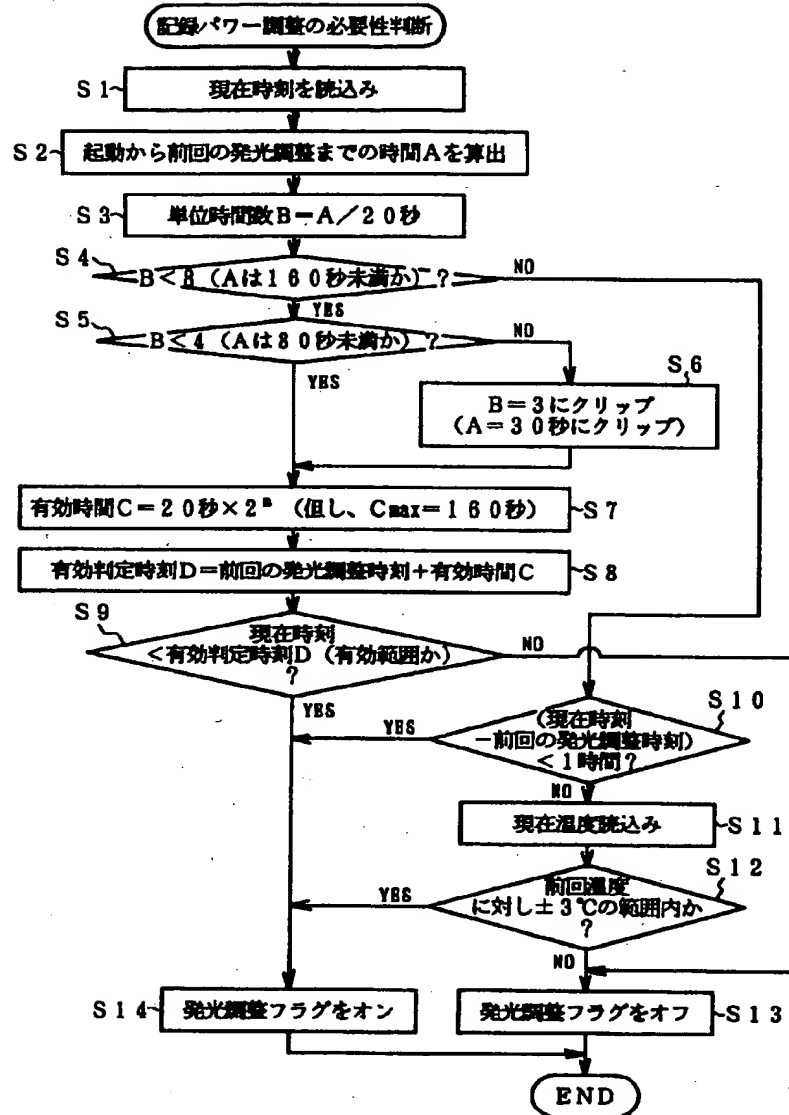 記録パワー調整の必要性判断
S1
現在時刻を読込み
S2
起動から前回の発光調整までの時間Aを算出
S3
単位時間数B=A/20秒
S4
B<8(Aは160秒未満か)?
NO
YES
S5
B<4(Aは80秒未満か)?
NO
YES
S6
B=3にクリップ
(A=30秒にクリップ)
有効時間C=20秒×2ᴮ(但し、Cmax=160秒)
S7
有効判定時刻D=前回の発光調整時刻+有効時間C
S8
S9
現在時刻
<有効判定時刻D(有効範囲か)
?
NO
YES
S10
(現在時刻
-前回の発光調整時刻)
<1時間?
YES
NO
現在温度読込み
S11
S12
前回温度
に対し±3℃の範囲内か
?
YES
NO
S14
発光調整フラグをオン
発光調整フラグをオフ
S13
END